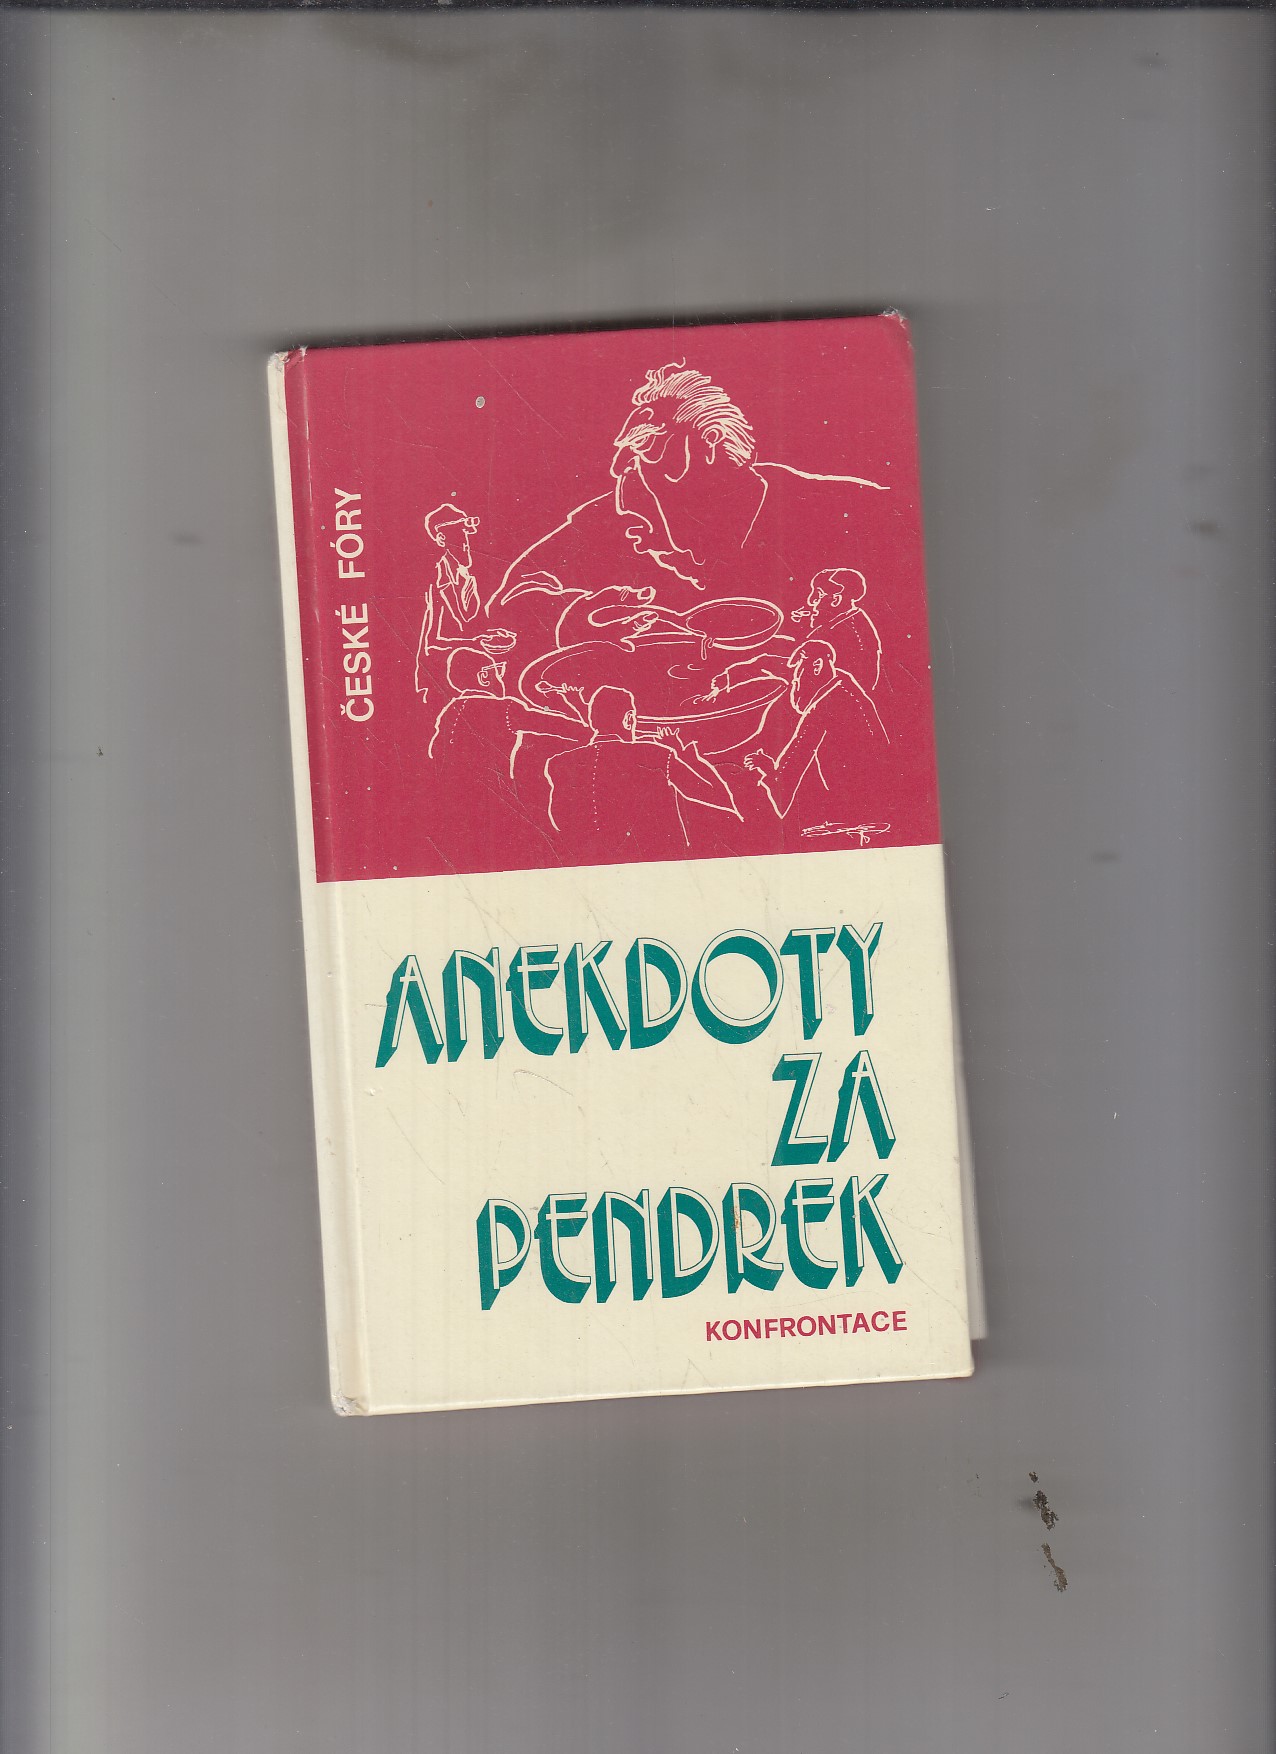 ČESKÉ FÓRY
ANEKDOTY
ZA
PENDREK
KONFRONTACE